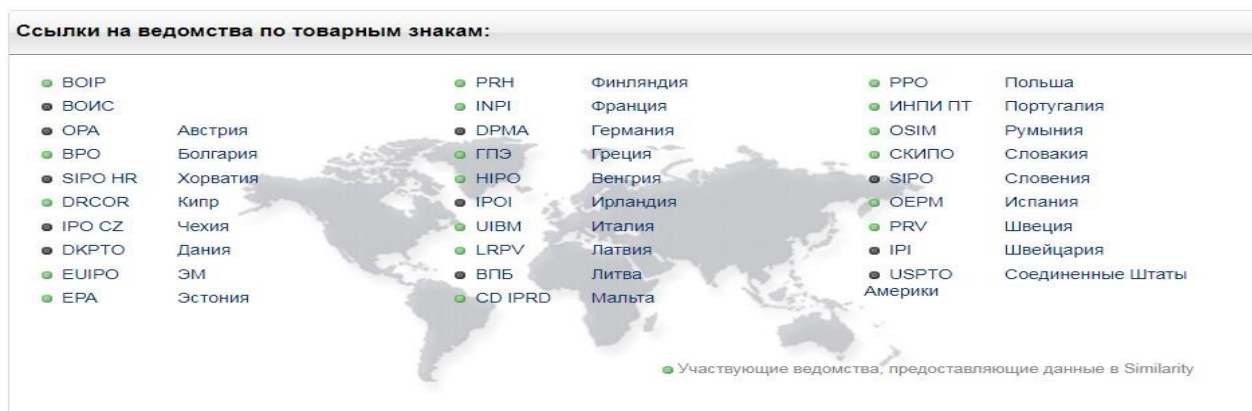 Ссылки на ведомства по товарным знакам:
BOIP
ВОИС
OPA Австрия
BPO Болгария
SIPO HR Хорватия
DRCOR Кипр
IPO CZ Чехия
DKPTO Дания
EUIPO ЭМ
EPA Эстония
PRH Финляндия
INPI Франция
DPMA Германия
ГПЭ Греция
HIPO Венгрия
IPOI Ирландия
UIBM Италия
LRPV Латвия
ВПБ Литва
CD IPRD Мальта
PPO Польша
ИНПИ ПТ Португалия
OSIM Румыния
СКИПО Словакия
SIPO Словения
OEPM Испания
PRV Швеция
IPI Швейцария
USPTO Соединенные Штаты
Америки
Участвующие ведомства, предоставляющие данные в Similarity